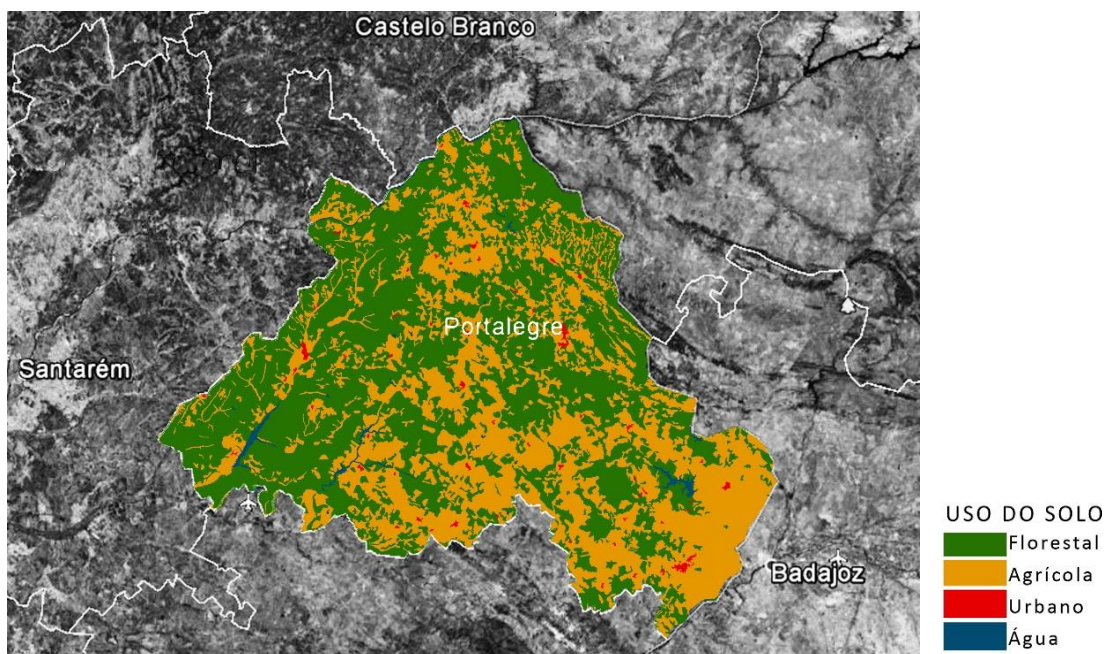 Castelo Branco
Portalegre
Santarém
Badajoz
USO DO SOLO
Florestal
Agrícola
Urbano
Água